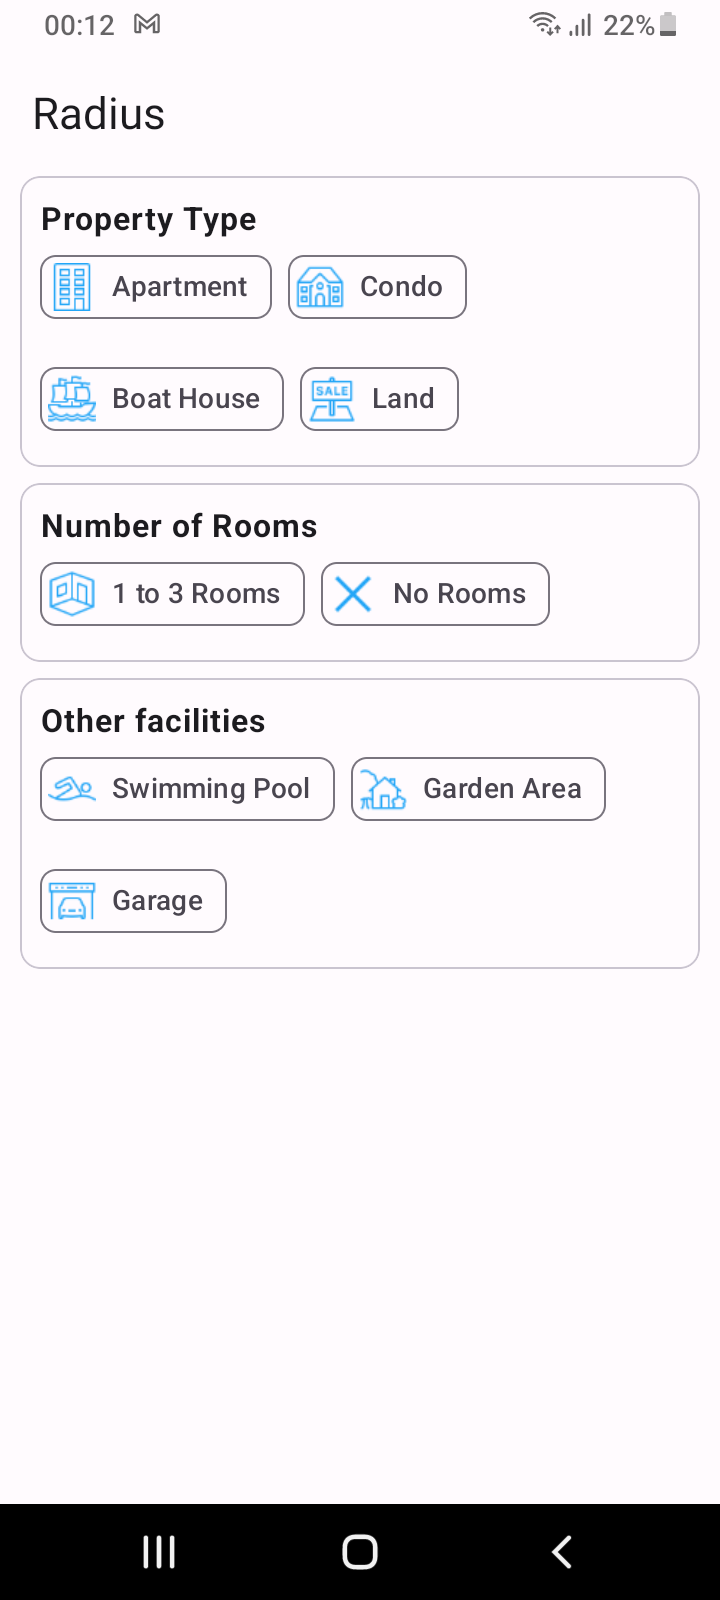 00:12 22%
Radius
Property Type
Apartment Condo
Boat House SALE Land
Number of Rooms
1 to 3 Rooms No Rooms
Other facilities
Swimming Pool Garden Area
Garage